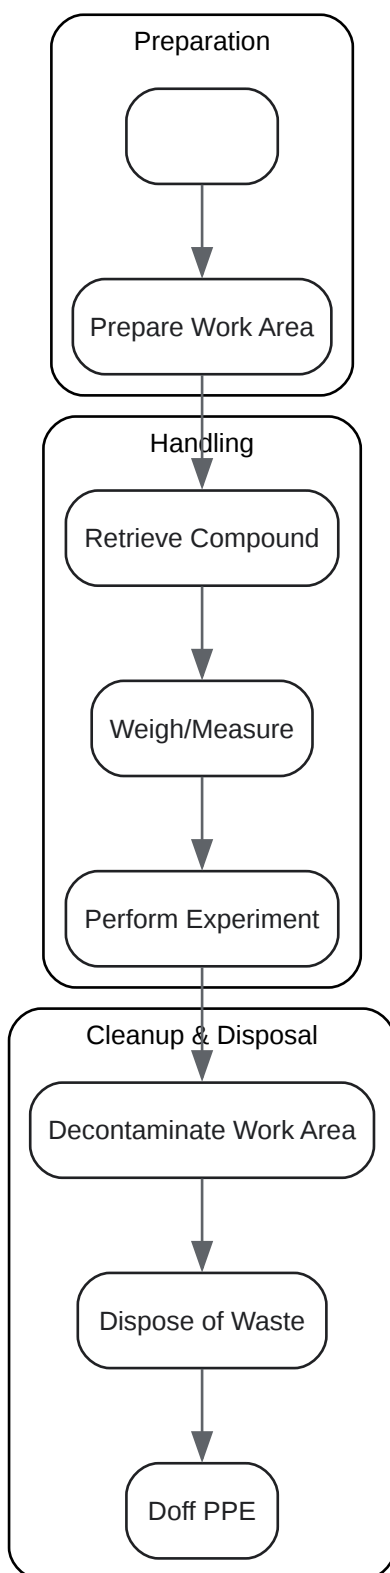 Preparation
Prepare Work Area
Handling
Retrieve Compound
Weigh/Measure
Perform Experiment
Cleanup & Disposal
Decontaminate Work Area
Dispose of Waste
Doff PPE